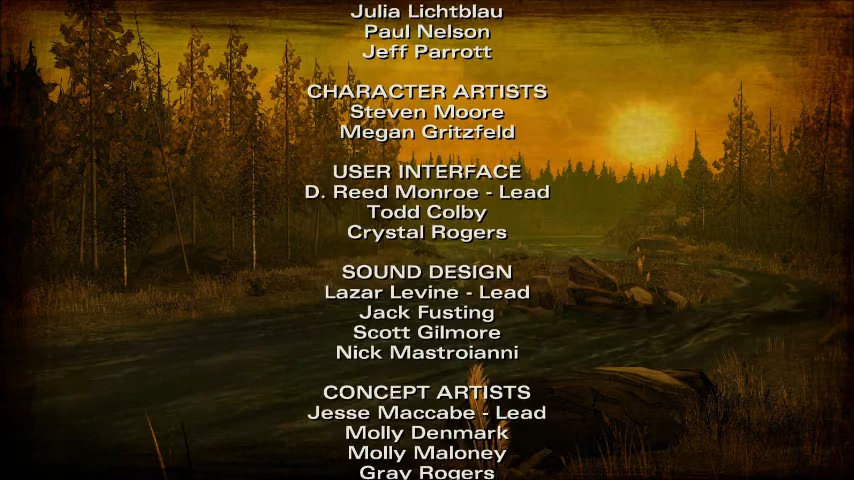 Julia Lichtblau
Paul Nelson
Jeff Parrott
CHARACTER ARTISTS
Steven Moore
Megan Gritzfeld
USER INTERFACE
D. Reed Monroe - Lead
Todd Colby
Crystal Rogers
SOUND DESIGN
Lazar Levine - Lead
Jack Fusting
Scott Gilmore
Nick Mastroianni
CONCEPT ARTISTS
Jesse Maccabe - Lead
Molly Denmark
Molly Maloney
Gray Rogers